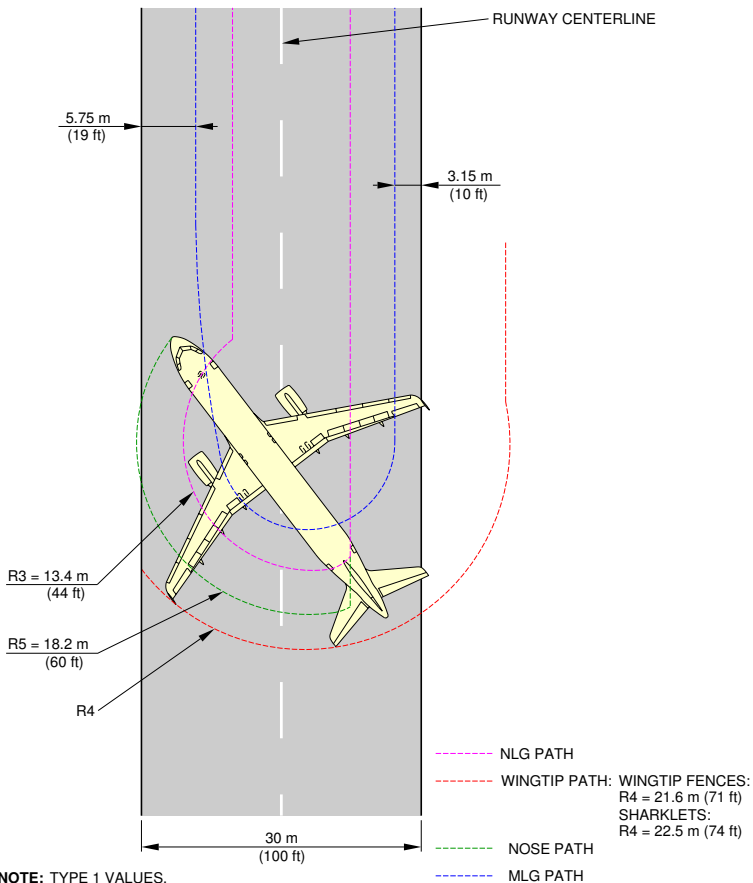 RUNWAY CENTERLINE
5.75 m
(19 ft)
3.15 m
(10 ft)
R3 = 13.4 m
(44 ft)
R5 = 18.2 m
(60 ft)
R4
NLG PATH
WINGTIP PATH: WINGTIP FENCES:
R4 = 21.6 m (71 ft)
SHARKLETS:
R4 = 22.5 m (74 ft)
30 m
(100 ft)
NOSE PATH
MLG PATH
NOTE: TYPE 1 VALUES.